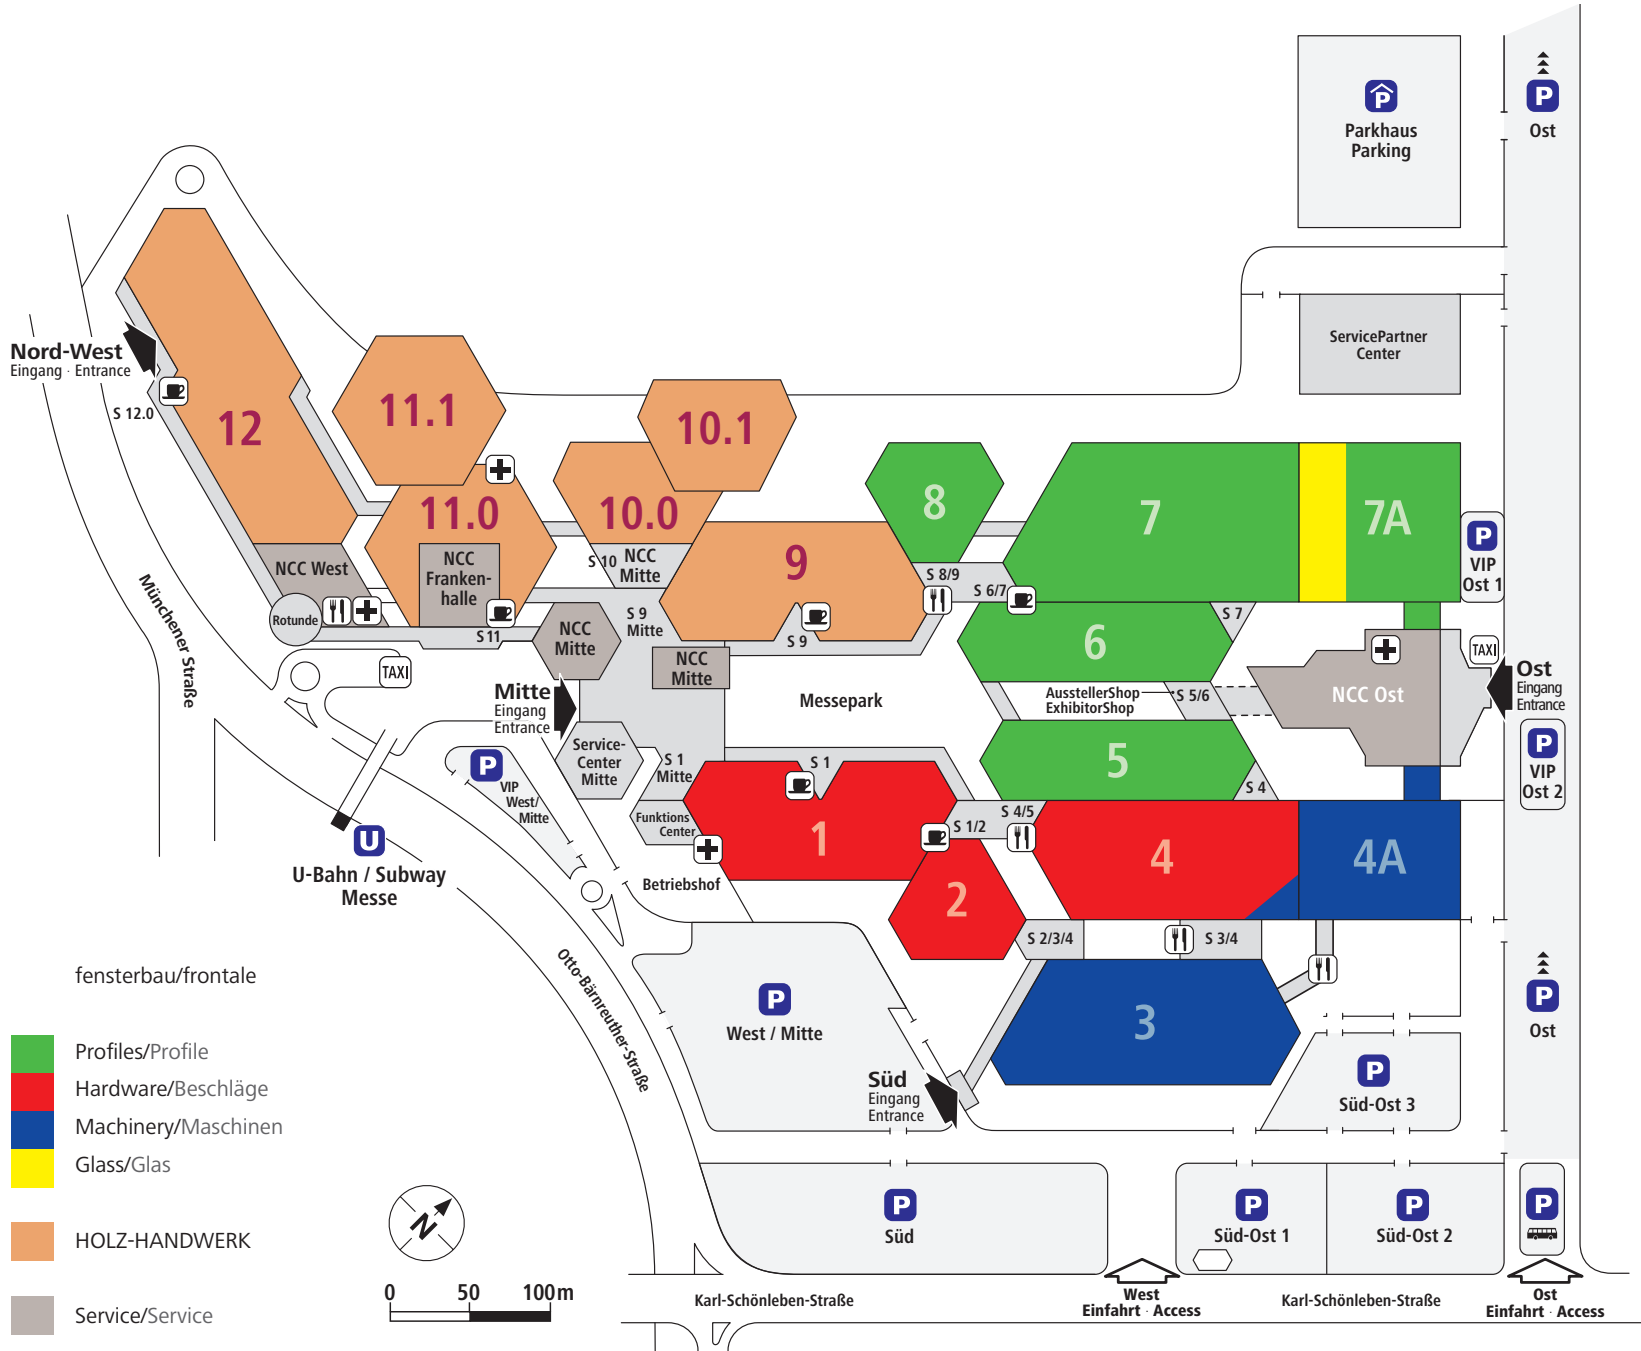 P
Parkhaus
Parking
P
Ost
Nord-West
Eingang · Entrance
S 12.0
12
11.1
11.0
10.1
10.0
9
8
7
7A
6
5
4
4A
3
2
1
ServicePartner
Center
P
VIP
Ost 1
NCC West
Rotunde
NCC
Franken-
halle
S 11
S 10
NCC
Mitte
S 9
Mitte
NCC
Mitte
NCC
Mitte
S 9
S 8/9
S 6/7
S 7
AusstellerShop
ExhibitorShop
S 5/6
NCC Ost
TAXI
Ost
Eingang
Entrance
P
VIP
Ost 2
TAXI
Münchener Straße
Mitte
Eingang
Entrance
Messepark
Service-
Center
Mitte
S 1
Mitte
S 1
Funktions
Center
S 1/2
S 4/5
S 4
P
VIP
West/
Mitte
U
U-Bahn / Subway
Messe
Betriebshof
S 2/3/4
S 3/4
Otto-Bärnreuther-Straße
P
West / Mitte
Süd
Eingang
Entrance
P
Ost
P
Süd-Ost 3
P
Süd
P
Süd-Ost 1
P
Süd-Ost 2
P
fensterbau/frontale
Profiles/Profile
Hardware/Beschläge
Machinery/Maschinen
Glass/Glas
HOLZ-HANDWERK
Service/Service
N
0 50 100m
Karl-Schönleben-Straße
West
Einfahrt · Access
Karl-Schönleben-Straße
Ost
Einfahrt · Access